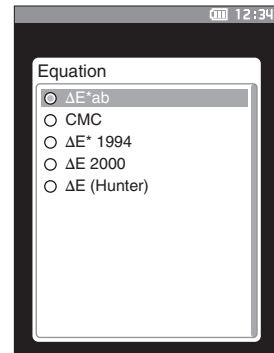 12:34
Equation
ΔE*ab
CMC
ΔE* 1994
ΔE 2000
ΔE (Hunter)